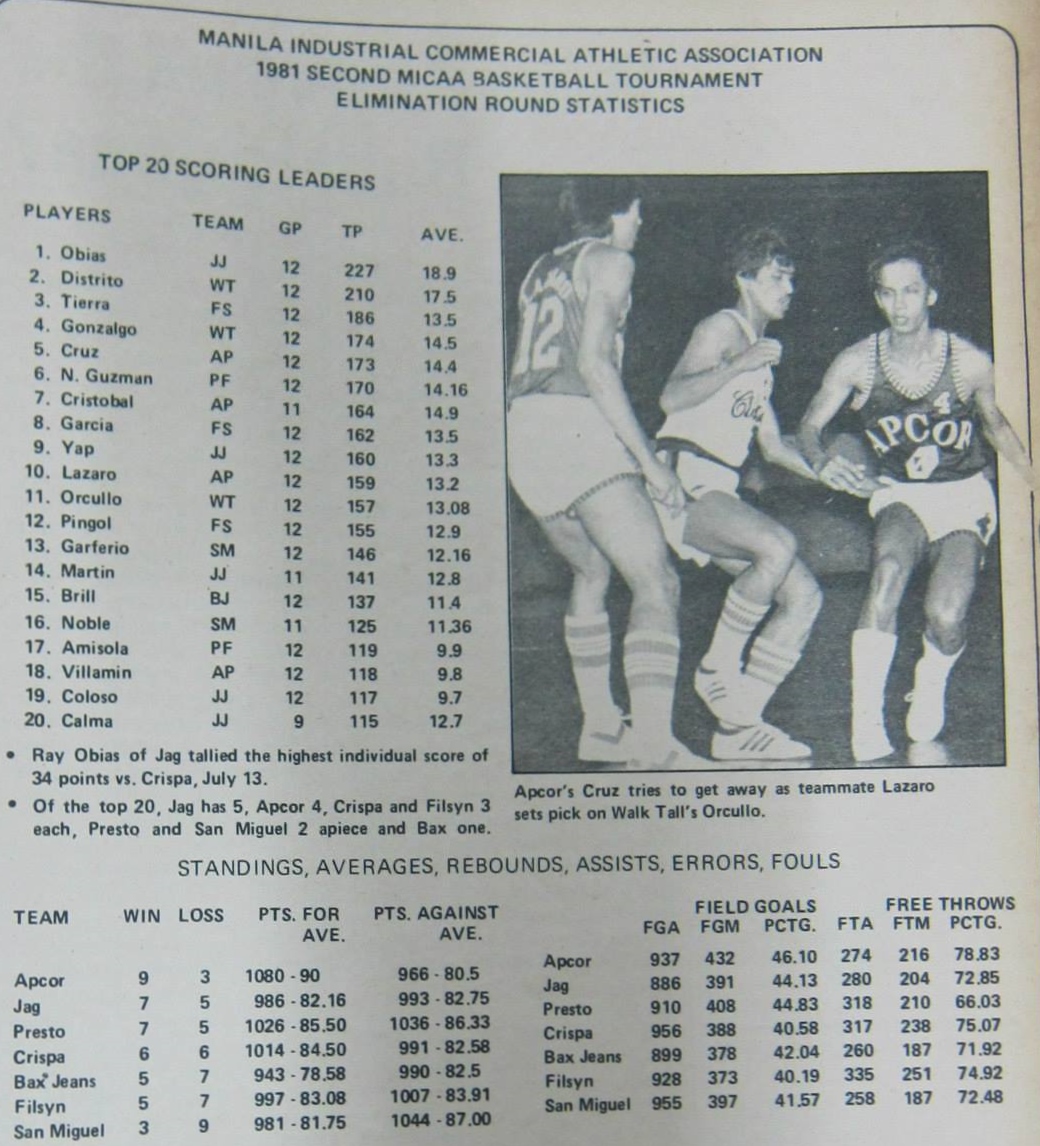 MANILA INDUSTRIAL COMMERCIAL ATHLETIC ASSOCIATION
1981 SECOND MICAA BASKETBALL TOURNAMENT
ELIMINATION ROUND STATISTICS
TOP 20 SCORING LEADERS
PLAYERS TEAM GP TP AVE.
1. Obias JJ 12 227 18.9
2. Distrito WT 12 210 17.5
3. Tierra FS 12 186 13.5
4. Gonzalgo WT 12 174 14.5
5. Cruz AP 12 173 14.4
6. N. Guzman PF 12 170 14.16
7. Cristobal AP 11 164 14.9
8. Garcia FS 12 162 13.5
9. Yap JJ 12 160 13.3
10. Lazaro AP 12 159 13.2
11. Orcullo WT 12 157 13.08
12. Pingol FS 12 155 12.9
13. Garferio SM 12 146 12.16
14. Martin JJ 11 141 12.8
15. Brill BJ 12 137 11.4
16. Noble SM 11 125 11.36
17. Amisola PF 12 119 9.9
18. Villamin AP 12 118 9.8
19. Coloso JJ 12 117 9.7
20. Calma JJ 9 115 12.7
• Ray Obias of Jag tallied the highest individual score of
34 points vs. Crispa, July 13.
• Of the top 20, Jag has 5, Apcor 4, Crispa and Filsyn 3
each, Presto and San Miguel 2 apiece and Bax one.
12
4
APCOR
Apcor's Cruz tries to get away as teammate Lazaro
sets pick on Walk Tall's Orcullo.
STANDINGS, AVERAGES, REBOUNDS, ASSISTS, ERRORS, FOULS
TEAM WIN LOSS PTS. FOR PTS. AGAINST
AVE. AVE.
Apcor 9 3 1080 - 90 966 - 80.5
Jag 7 5 986 - 82.16 993 - 82.75
Presto 7 5 1026 - 85.50 1036 - 86.33
Crispa 6 6 1014 - 84.50 991 - 82.58
Bax Jeans 5 7 943 - 78.58 990 - 82.5
Filsyn 5 7 997 - 83.08 1007 - 83.91
San Miguel 3 9 981 - 81.75 1044 - 87.00
FIELD GOALS FREE THROWS
FGA FGM PCTG. FTA FTM PCTG.
Apcor 937 432 46.10 274 216 78.83
Jag 886 391 44.13 280 204 72.85
Presto 910 408 44.83 318 210 66.03
Crispa 956 388 40.58 317 238 75.07
Bax Jeans 899 378 42.04 260 187 71.92
Filsyn 928 373 40.19 335 251 74.92
San Miguel 955 397 41.57 258 187 72.48